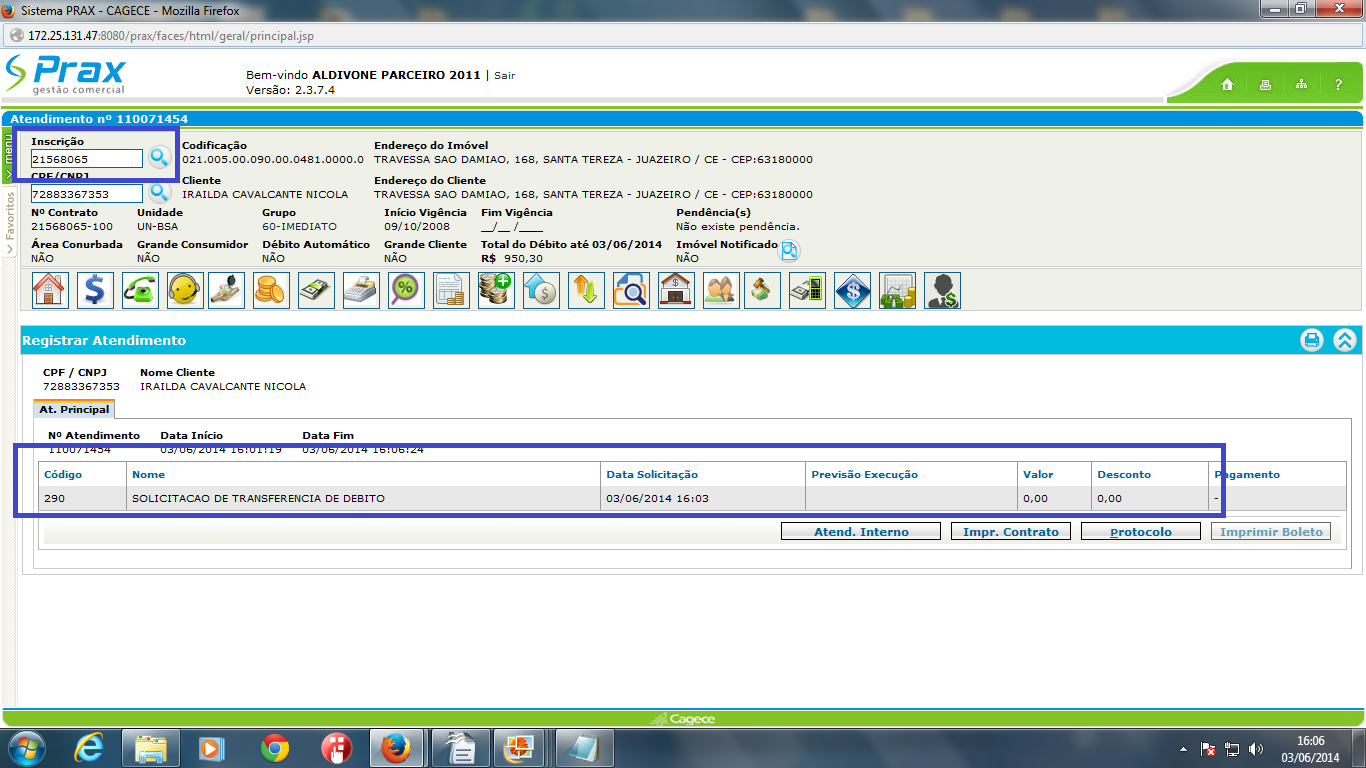 Sistema PRAX - CAGECE - Mozilla Firefox
172.25.131.47:8080/prax/faces/html/geral/principal.jsp
Prax
gestão comercial
Bem-vindo ALDIVONE PARCEIRO 2011 | Sair
Versão: 2.3.7.4
?
Atendimento nº 110071454
menu
Favoritos
Inscrição Codificação Endereço do Imóvel
21568065 021.005.00.090.00.0481.0000.0 TRAVESSA SAO DAMIAO, 168, SANTA TEREZA - JUAZEIRO / CE - CEP:63180000
CPF/CNPJ Cliente Endereço do Cliente
72883367353 IRAILDA CAVALCANTE NICOLA TRAVESSA SAO DAMIAO, 168, SANTA TEREZA - JUAZEIRO / CE - CEP:63180000
Nº Contrato Unidade Grupo Início Vigência Fim Vigência Pendência(s)
21568065-100 UN-BSA 60-IMEDIATO 09/10/2008 __/__ /____ Não existe pendência.
Área Conurbada Grande Consumidor Débito Automático Grande Cliente Total do Débito até 03/06/2014 Imóvel Notificado
NÃO NÃO NÃO NÃO R$ 950,30 NÃO
Registrar Atendimento
CPF / CNPJ Nome Cliente
72883367353 IRAILDA CAVALCANTE NICOLA
At. Principal
Nº Atendimento Data Início Data Fim
110071454 03/06/2014 16:01:19 03/06/2014 16:06:24
Código Nome Data Solicitação Previsão Execução Valor Desconto Pagamento
290 SOLICITACAO DE TRANSFERENCIA DE DEBITO 03/06/2014 16:03 0,00 0,00 -
Atend. Interno Impr. Contrato Protocolo Imprimir Boleto
Cagece
16:06
03/06/2014